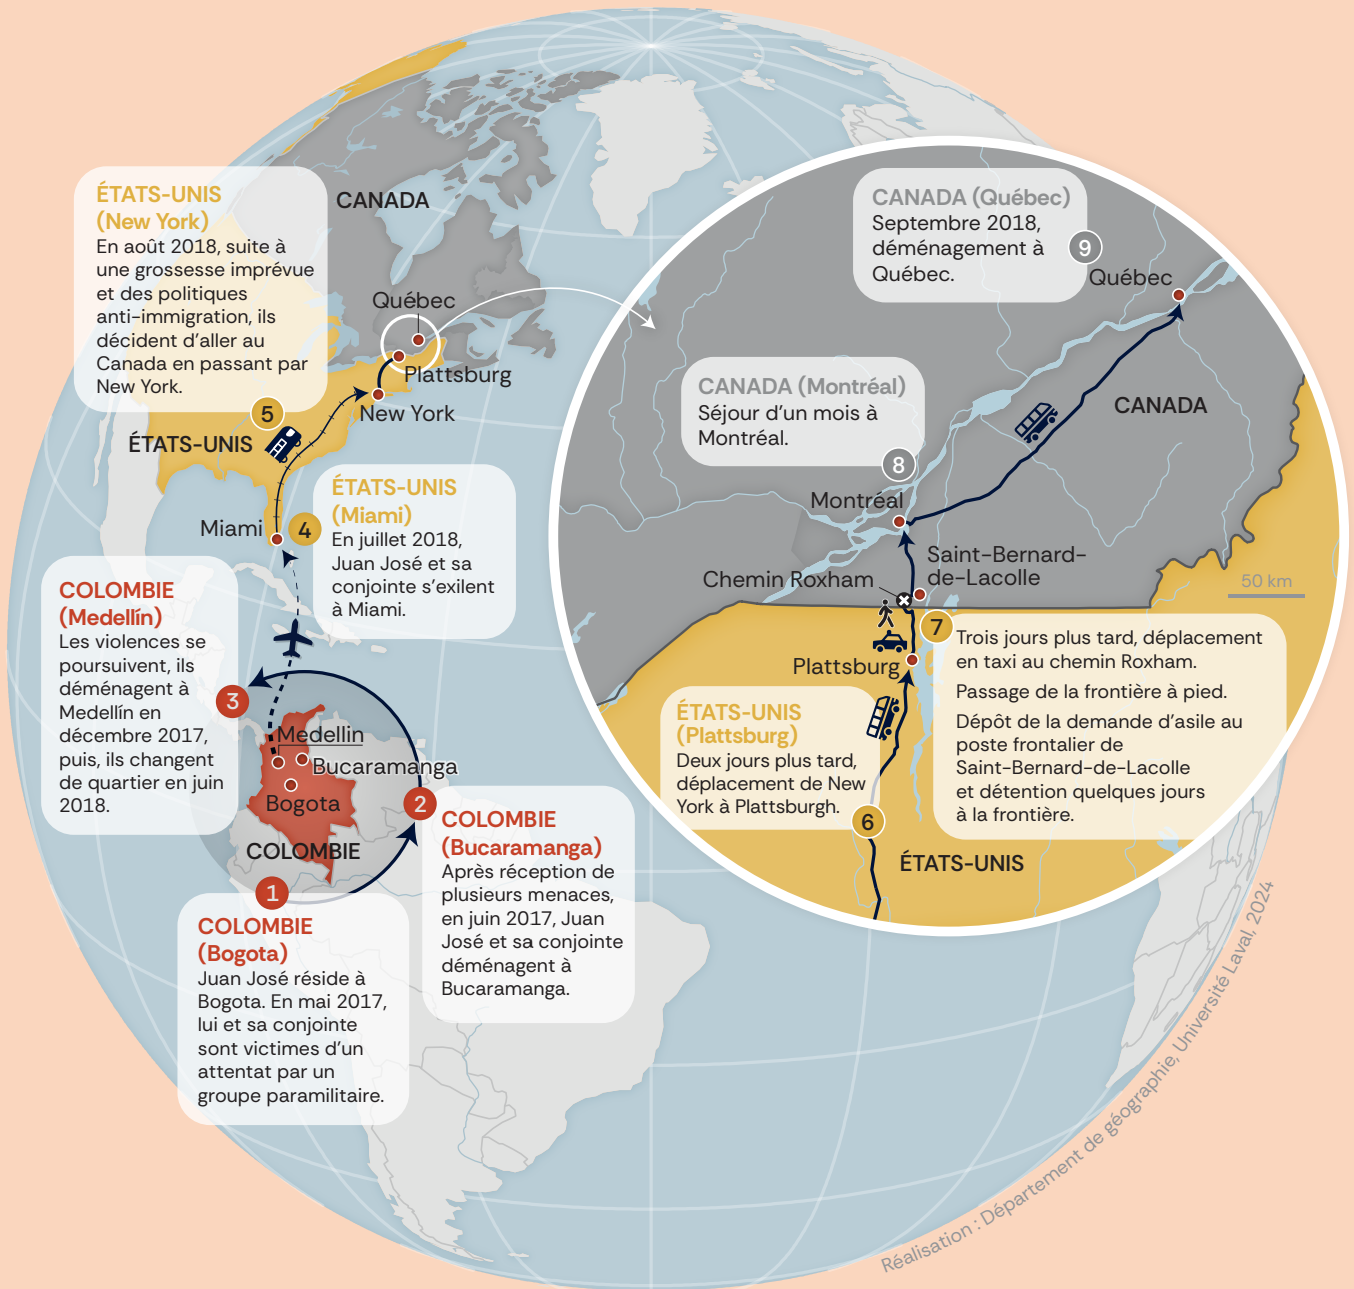 ÉTATS-UNIS
(New York)
En août 2018, suite à
une grossesse imprévue
et des politiques
anti-immigration, ils
décident d'aller au
Canada en passant par
New York.
5
CANADA
Québec
Plattsburg
New York
ÉTATS-UNIS
Miami
4
ÉTATS-UNIS
(Miami)
En juillet 2018,
Juan José et sa
conjointe s'exilent
à Miami.
COLOMBIE
(Medellín)
Les violences se
poursuivent, ils
déménagent à
Medellín en
décembre 2017,
puis, ils changent
de quartier en juin
2018.
3
Medellin
Bucaramanga
Bogota
COLOMBIE
2
COLOMBIE
(Bucaramanga)
Après réception de
plusieurs menaces,
en juin 2017, Juan
José et sa conjointe
déménagent à
Bucaramanga.
1
COLOMBIE
(Bogota)
Juan José réside à
Bogota. En mai 2017,
lui et sa conjointe
sont victimes d'un
attentat par un
groupe paramilitaire.
CANADA (Québec)
Septembre 2018,
déménagement à
Québec.
9
Québec
CANADA (Montréal)
Séjour d'un mois à
Montréal.
8
CANADA
Montréal
Saint-Bernard-
de-Lacolle
Chemin Roxham
50 km
Plattsburg
7
Trois jours plus tard, déplacement
en taxi au chemin Roxham.
Passage de la frontière à pied.
Dépôt de la demande d'asile au
poste frontalier de
Saint-Bernard-de-Lacolle
et détention quelques jours
à la frontière.
ÉTATS-UNIS
(Plattsburg)
Deux jours plus tard,
déplacement de New
York à Plattsburgh.
6
ÉTATS-UNIS
Réalisation : Département de géographie, Université Laval, 2024